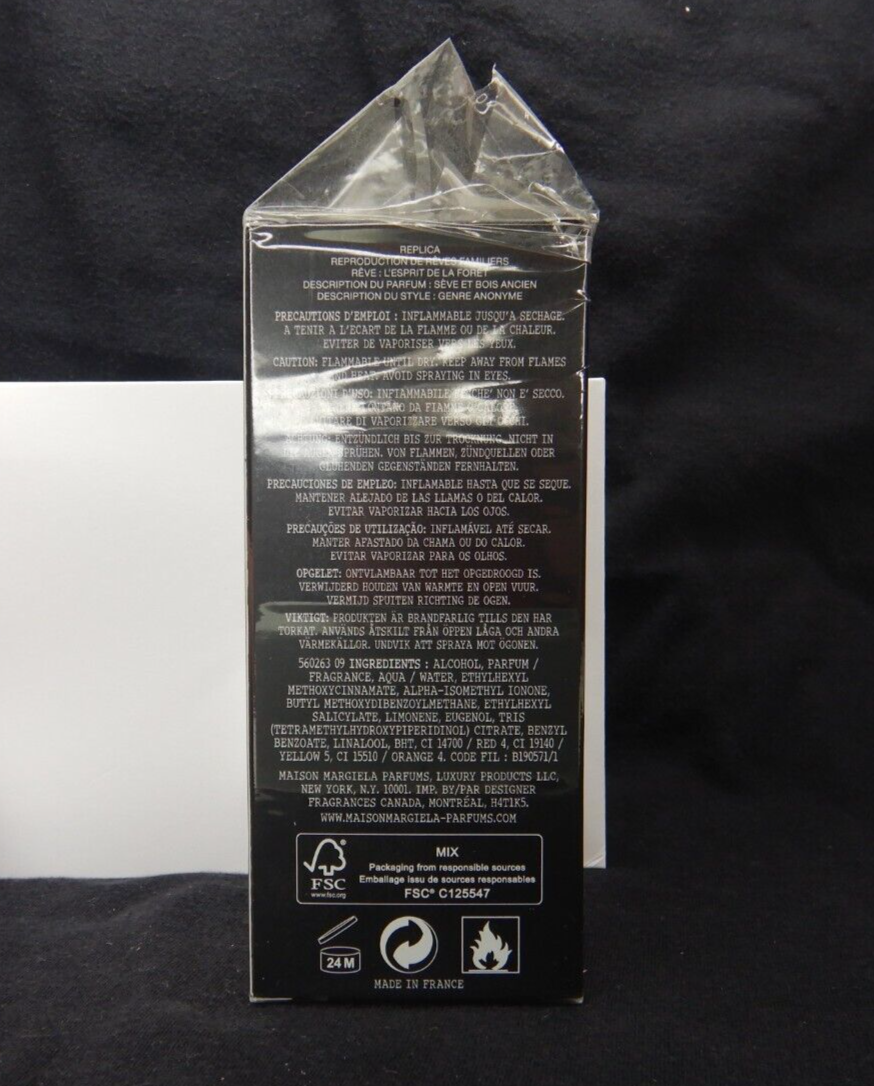 REPLICA
REPRODUCTION DE RÊVES FAMILIERS
RÊVE : L'ESPRIT DE LA FORÊT
DESCRIPTION DU PARFUM : SÈVE ET BOIS ANCIEN
DESCRIPTION DU STYLE : GENRE ANONYME
PRECAUTIONS D'EMPLOI : INFLAMMABLE JUSQU'A SECHAGE.
A TENIR A L'ECART DE LA FLAMME OU DE LA CHALEUR.
EVITER DE VAPORISER VERS LES YEUX.
CAUTION: FLAMMABLE UNTIL DRY. KEEP AWAY FROM FLAMES
HEAT. AVOID SPRAYING IN EYES.
D'USO: INFIAMMABILE NON E' SECCO.
DA
DI VAPORIZZARE VERSO GLI OCCHI.
ENTZÜNDLICH BIS ZUR TROCKNUNG. NICHT IN
SPRÜHEN. VON FLAMMEN, ZÜNDQUELLEN ODER
GLÜHENDEN GEGENSTÄNDEN FERNHALTEN.
PRECAUCIONES DE EMPLEO: INFLAMABLE HASTA QUE SE SEQUE.
MANTENER ALEJADO DE LAS LLAMAS O DEL CALOR.
EVITAR VAPORIZAR HACIA LOS OJOS.
PRECAUÇÕES DE UTILIZAÇÃO: INFLAMÁVEL ATÉ SECAR.
MANTER AFASTADO DA CHAMA OU DO CALOR.
EVITAR VAPORIZAR PARA OS OLHOS.
OPGELET: ONTVLAMBAAR TOT HET OPGEDROOGD IS.
VERWIJDERD HOUDEN VAN WARMTE EN OPEN VUUR.
VERMIJD SPUITEN RICHTING DE OGEN.
VIKTIGT: PRODUKTEN ÄR BRANDFARLIG TILLS DEN HAR
TORKAT. ANVÄNDS ÅTSKILT FRÅN ÖPPEN LÅGA OCH ANDRA
VÄRMEKÄLLOR. UNDVIK ATT SPRAYA MOT ÖGONEN.
560263 09 INGREDIENTS : ALCOHOL, PARFUM /
FRAGRANCE, AQUA / WATER, ETHYLHEXYL
METHOXYCINNAMATE, ALPHA-ISOMETHYL IONONE,
BUTYL METHOXYDIBENZOYLMETHANE, ETHYLHEXYL
SALICYLATE, LIMONENE, EUGENOL, TRIS
(TETRAMETHYLHYDROXYPIPERIDINOL) CITRATE, BENZYL
BENZOATE, LINALOOL, BHT, CI 14700 / RED 4, CI 19140 /
YELLOW 5, CI 15510 / ORANGE 4. CODE FIL : B190571/1
MAISON MARGIELA PARFUMS, LUXURY PRODUCTS LLC,
NEW YORK, N.Y. 10001. IMP. BY/PAR DESIGNER
FRAGRANCES CANADA, MONTRÉAL, H4T1K5.
WWW.MAISONMARGIELA-PARFUMS.COM
FSC
www.fsc.org
MIX
Packaging from responsible sources
Emballage issu de sources responsables
FSC® C125547
24 M
MADE IN FRANCE